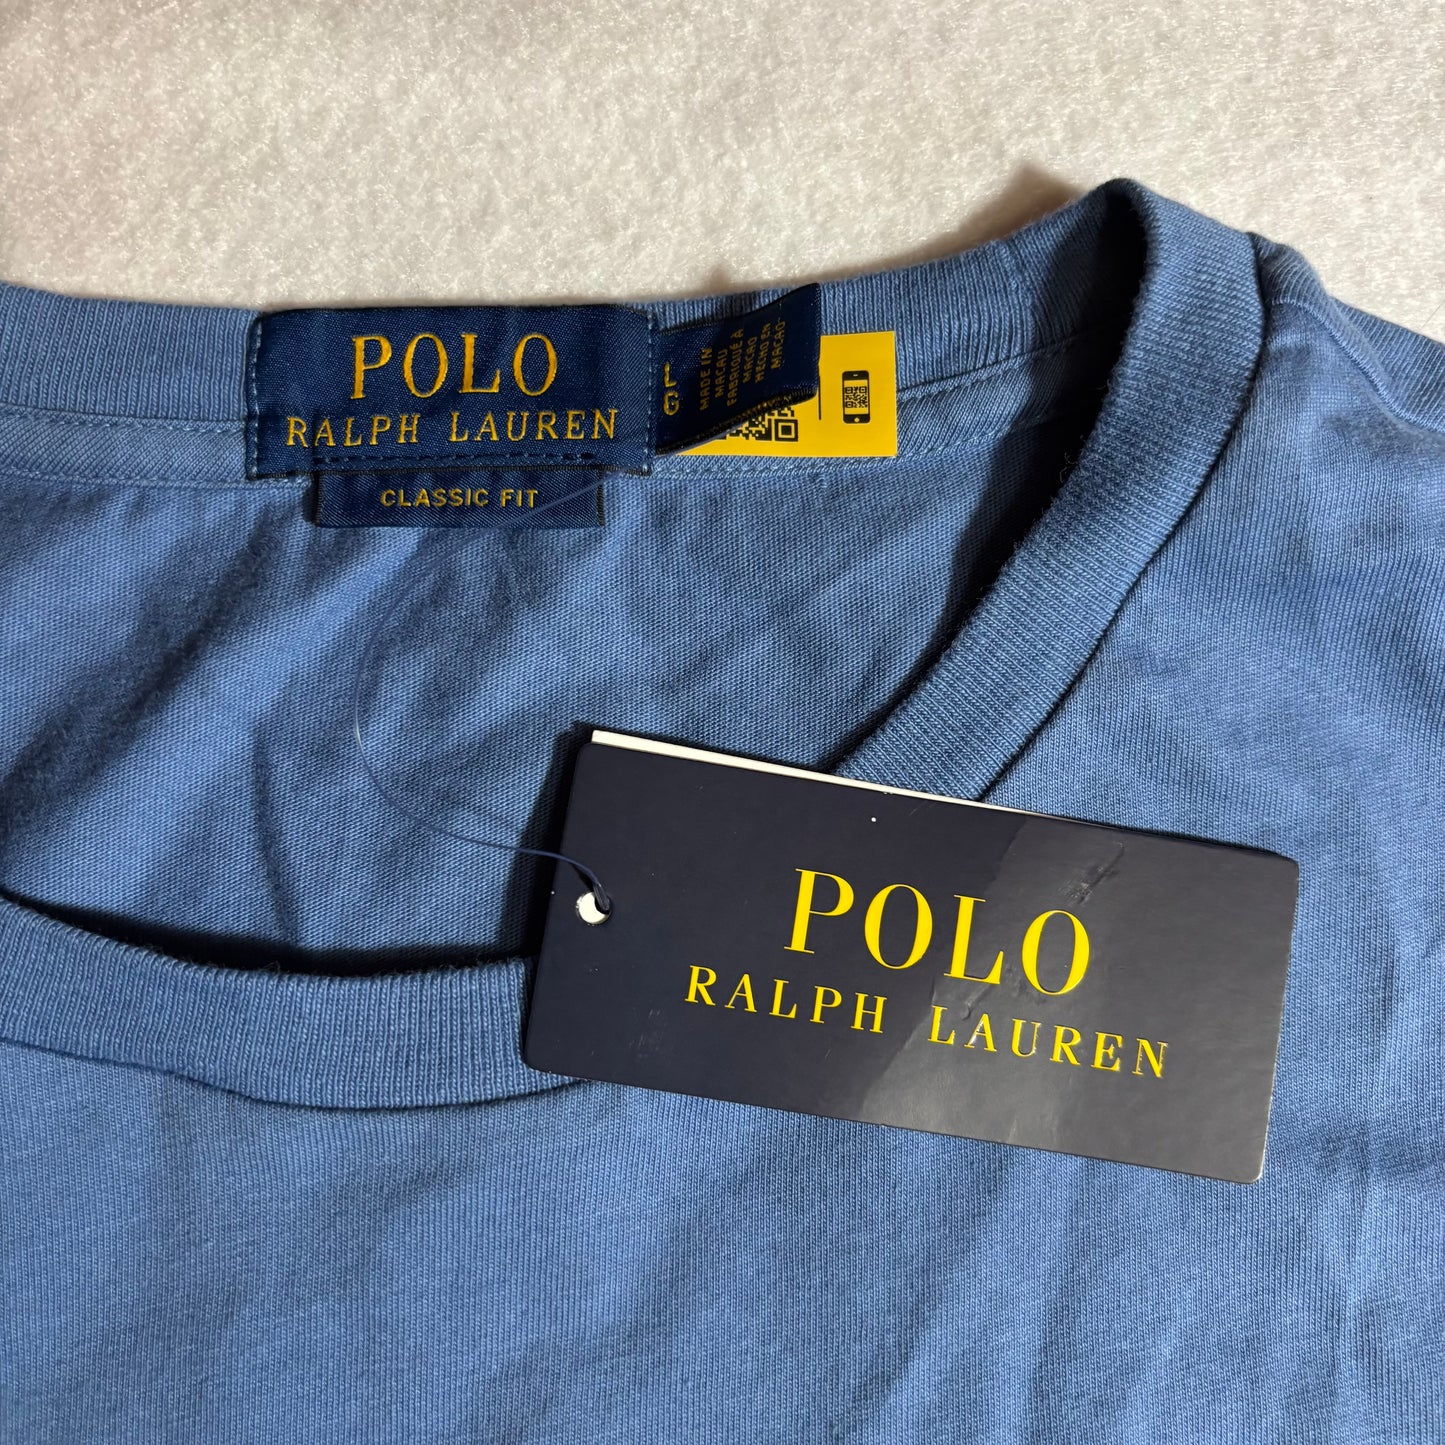 POLO
RALPH LAUREN
CLASSIC FIT
L
G
MADE IN
MACAU
FABRIQUÉ À
MACAO
HECHO EN
MACAO
POLO
RALPH LAUREN